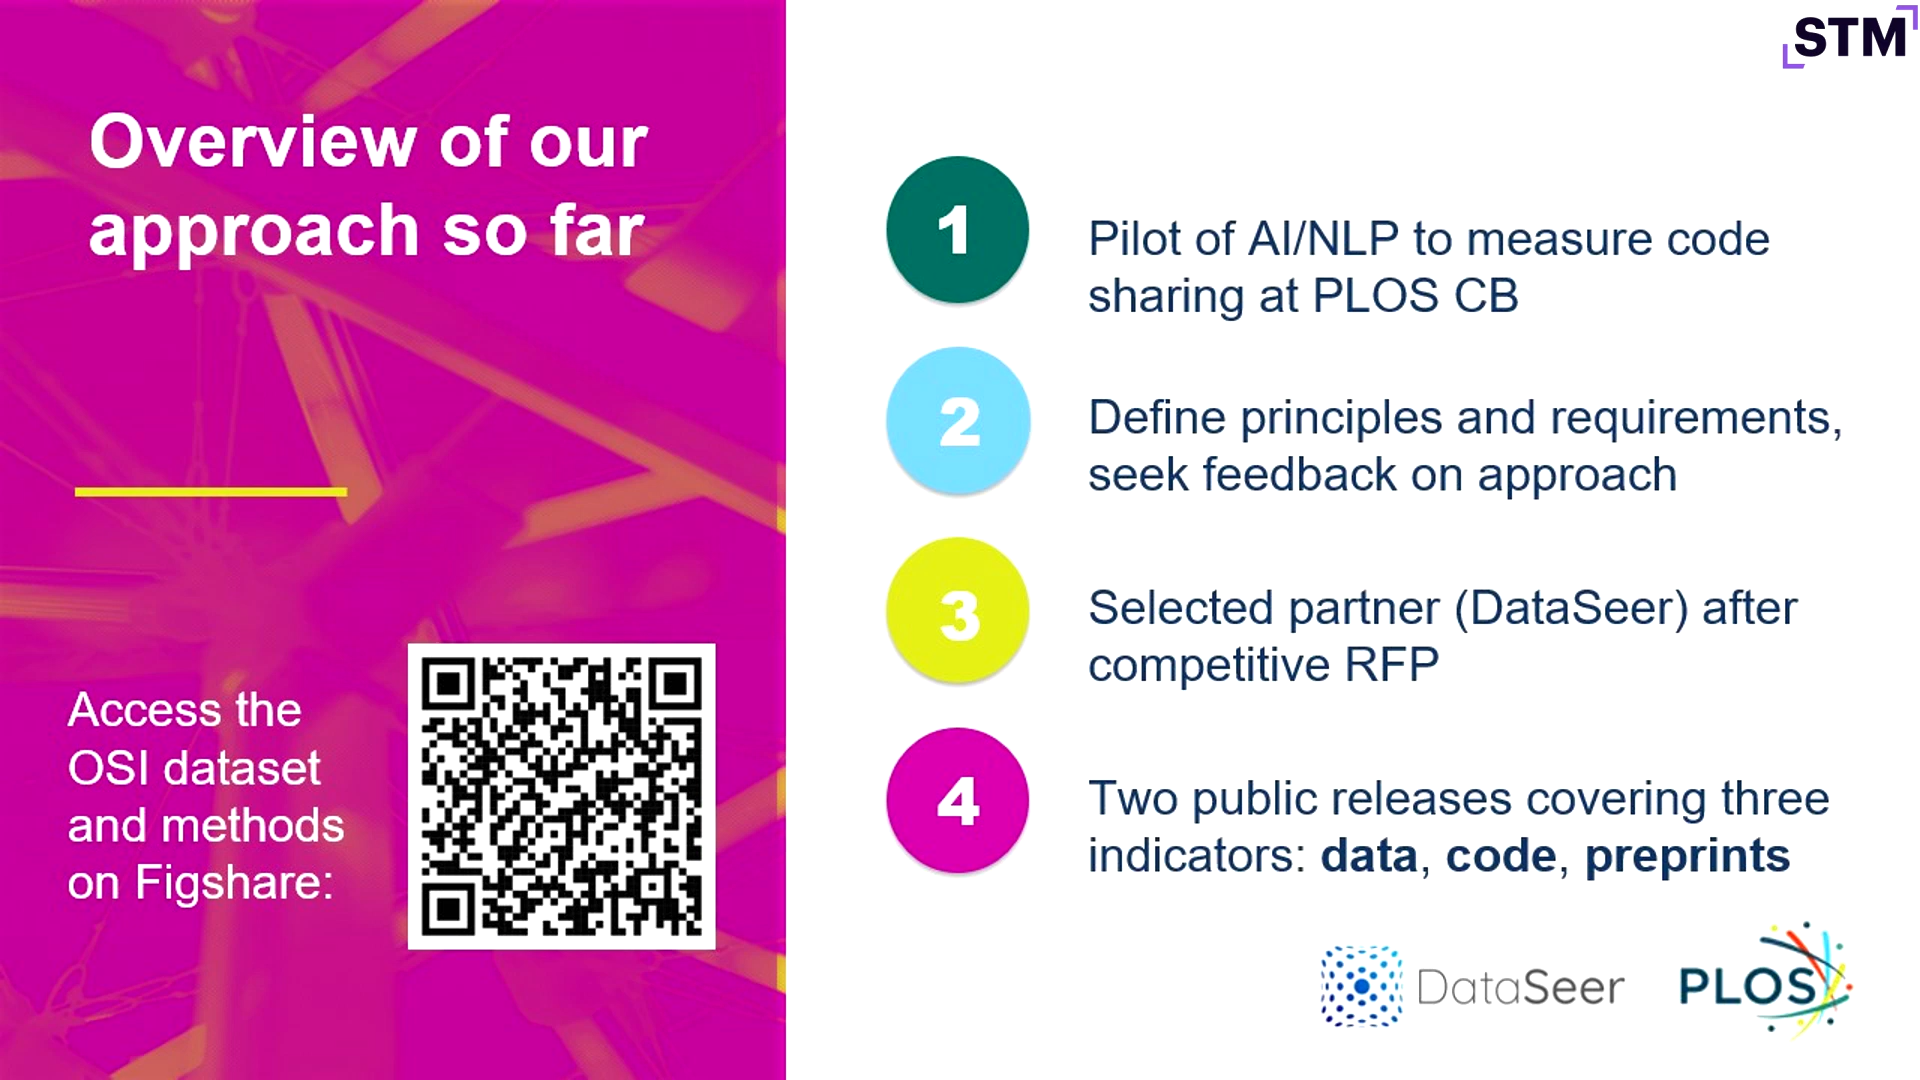 STM
Overview of our
approach so far
Access the
OSI dataset
and methods
on Figshare:
1
Pilot of AI/NLP to measure code
sharing at PLOS CB
2
Define principles and requirements,
seek feedback on approach
3
Selected partner (DataSeer) after
competitive RFP
4
Two public releases covering three
indicators: data, code, preprints
DataSeer
PLOS